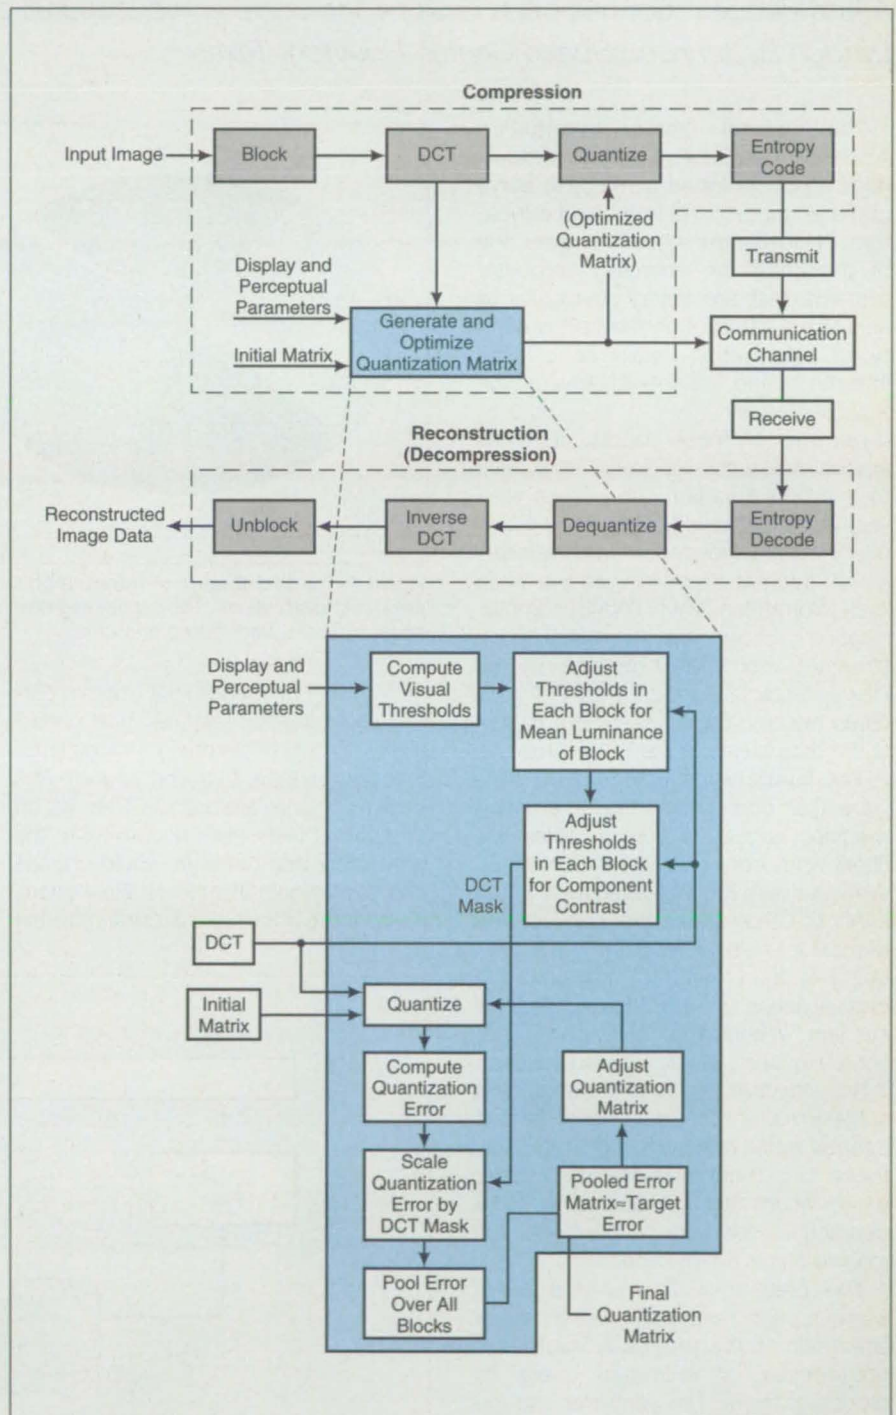 Compression
Input Image
Block
DCT
Quantize
Entropy
Code
(Optimized
Quantization
Matrix)
Transmit
Display and
Perceptual
Parameters
Generate and
Optimize
Quantization Matrix
Initial Matrix
Communication
Channel
Receive
Reconstruction
(Decompression)
Reconstructed
Image Data
Unblock
Inverse
DCT
Dequantize
Entropy
Decode
Display and
Perceptual
Parameters
Compute
Visual
Thresholds
Adjust
Thresholds in
Each Block for
Mean Luminance
of Block
Adjust
Thresholds
in Each Block
for Component
Contrast
DCT
Mask
DCT
Initial
Matrix
Quantize
Compute
Quantization
Error
Adjust
Quantization
Matrix
Scale
Quantization
Error by
DCT Mask
Pooled Error
Matrix≈Target
Error
Pool Error
Over All
Blocks
Final
Quantization
Matrix